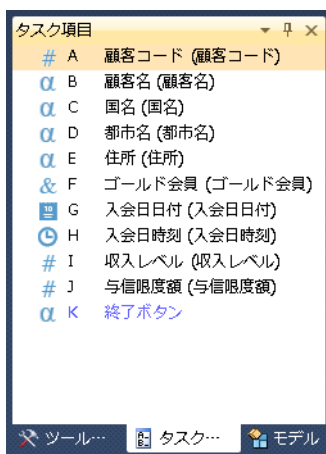 タスク項目
# A 顧客コード (顧客コード)
α B 顧客名 (顧客名)
α C 国名 (国名)
α D 都市名 (都市名)
α E 住所 (住所)
& F ゴールド会員 (ゴールド会員)
10 G 入会日日付 (入会日日付)
H 入会日時刻 (入会日時刻)
# I 収入レベル (収入レベル)
# J 与信限度額 (与信限度額)
α K 終了ボタン
ツール… タスク… モデル